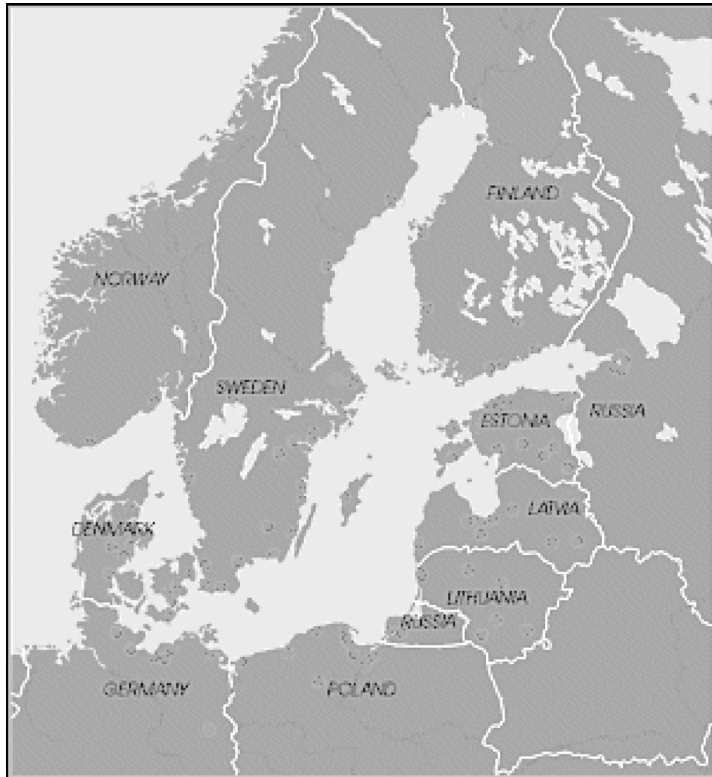 FINLAND
NORWAY
SWEDEN
ESTONIA
RUSSIA
LATVIA
DENMARK
LITHUANIA
RUSSIA
GERMANY
POLAND